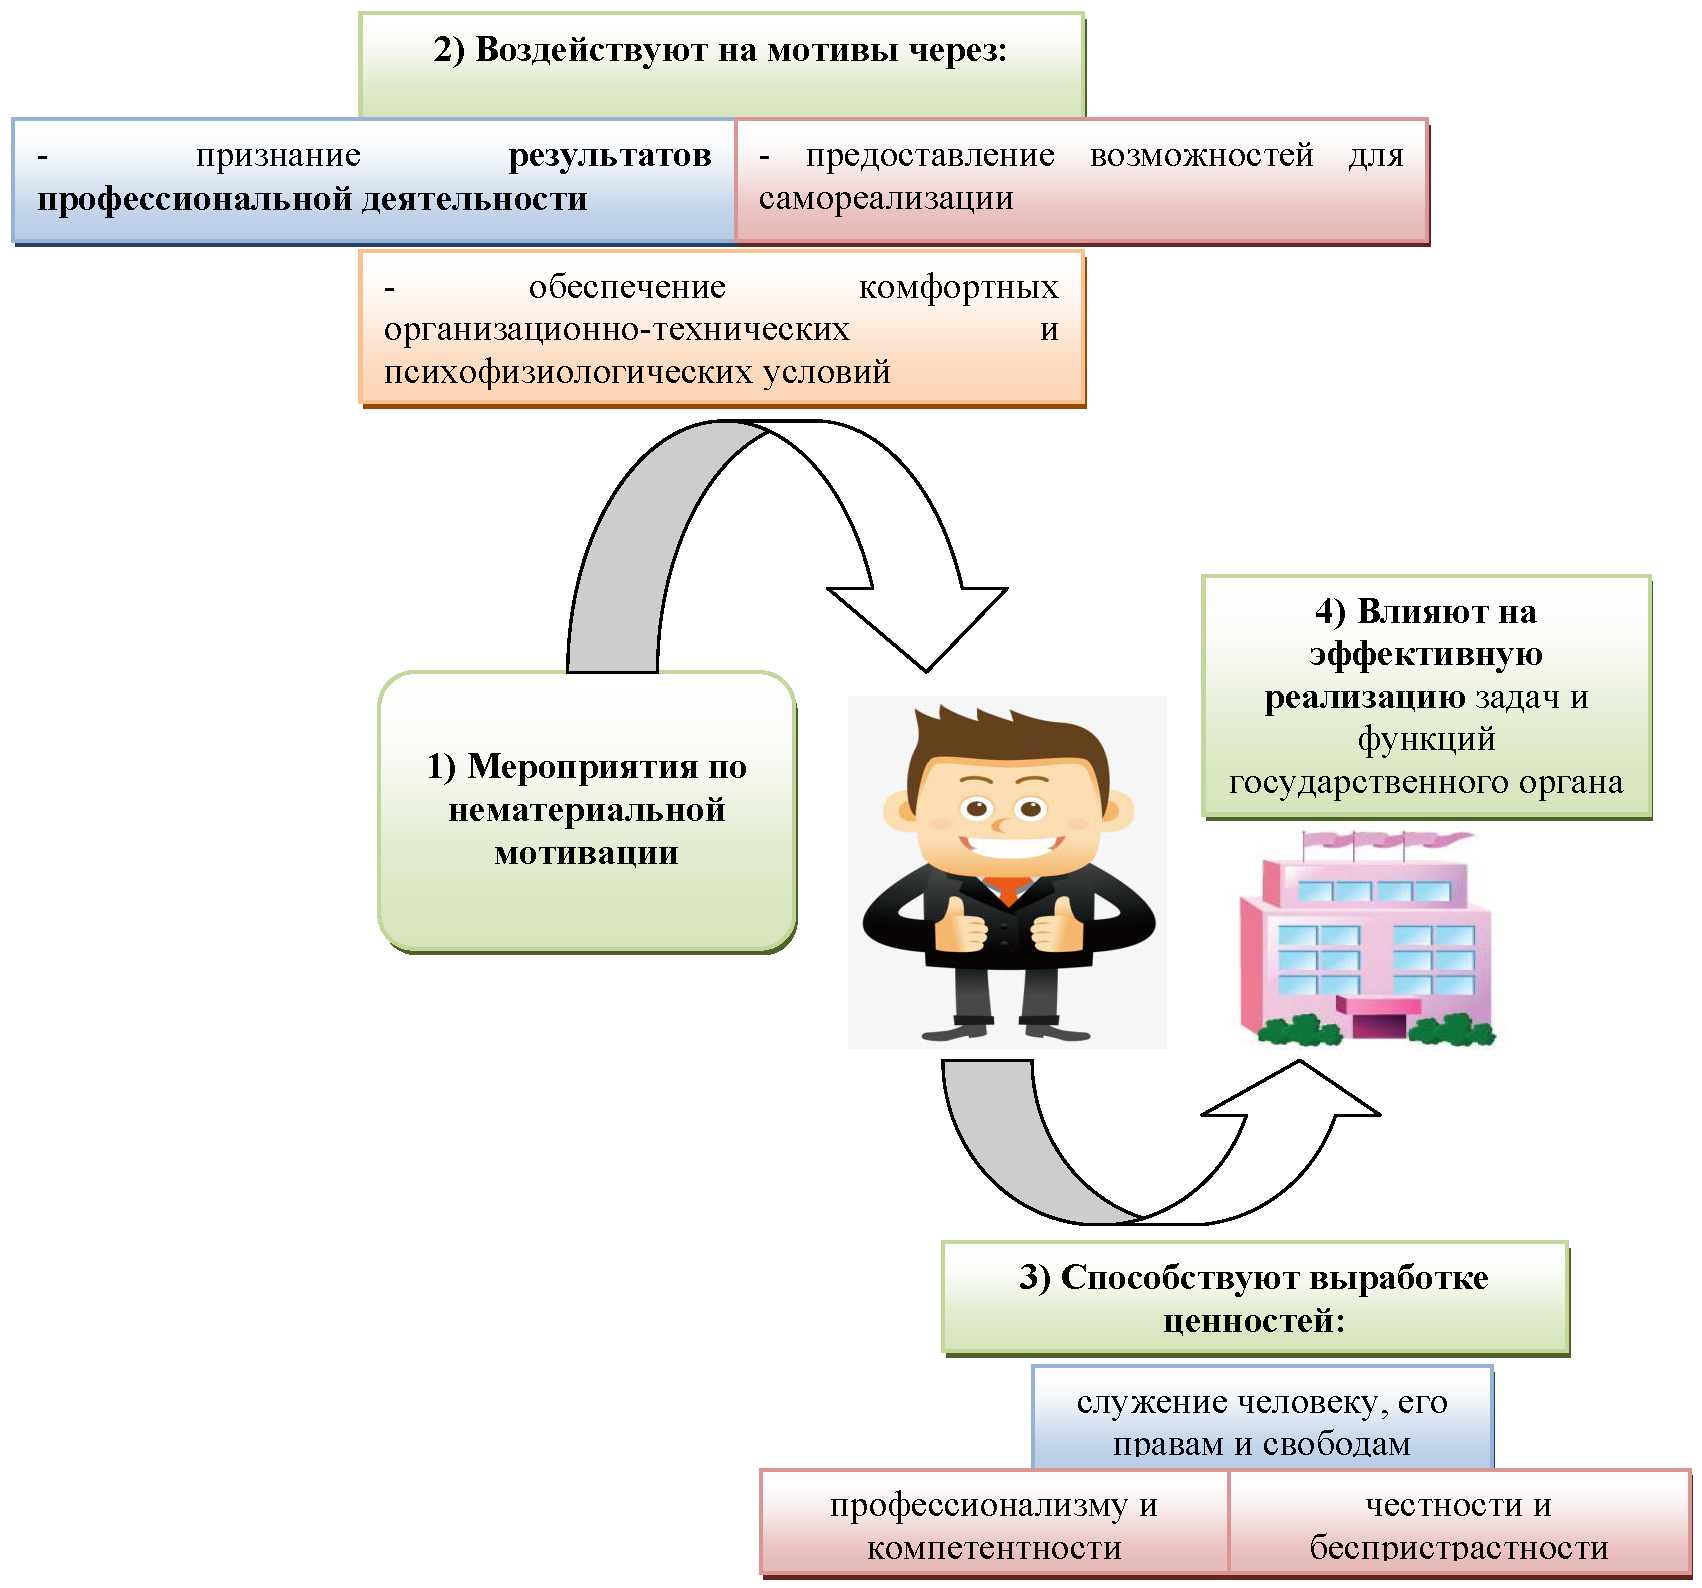 2) Воздействуют на мотивы через:
- признание результатов
профессиональной деятельности
- предоставление возможностей для
самореализации
- обеспечение комфортных
организационно-технических и
психофизиологических условий
1) Мероприятия по
нематериальной
мотивации
4) Влияют на
эффективную
реализацию задач и
функций
государственного органа
3) Способствуют выработке
ценностей:
служение человеку, его
правам и свободам
профессионализму и
компетентности
честности и
беспристрастности